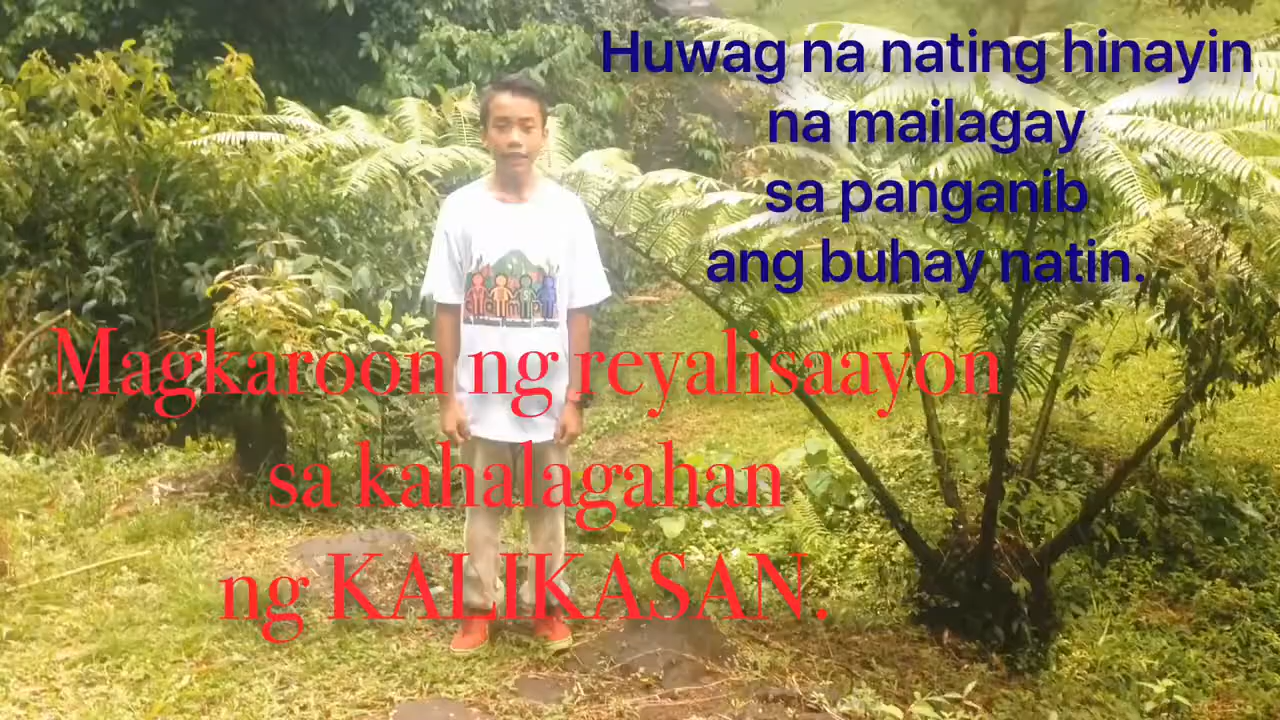 Huwag na nating hinayin
na mailagay
sa panganib
ang buhay natin.
Magkaroon ng reyalisaayon
sa kahalagahan
ng KALIKASAN.